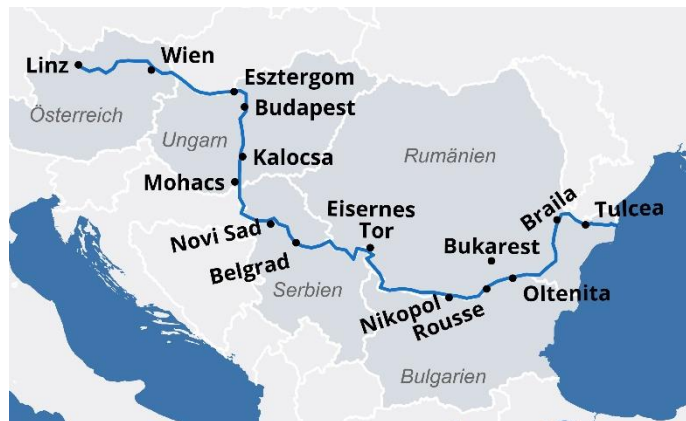 Linz
Wien
Esztergom
Österreich
Budapest
Ungarn
Kalocsa
Rumänien
Mohacs
Eisernes
Tor
Braila
Tulcea
Novi Sad
Bukarest
Belgrad
Serbien
Nikopol
Rousse
Oltenita
Bulgarien